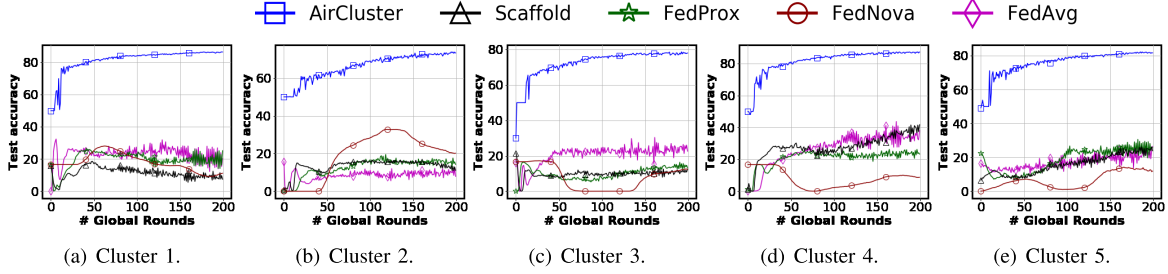 AirCluster Scaffold FedProx FedNova FedAvg
Test accuracy
80
60
40
20
0
0 50 100 150 200
# Global Rounds
(a) Cluster 1.
Test accuracy
60
40
20
0
0 50 100 150 200
# Global Rounds
(b) Cluster 2.
Test accuracy
80
60
40
20
0
0 50 100 150 200
# Global Rounds
(c) Cluster 3.
Test accuracy
80
60
40
20
0
0 50 100 150 200
# Global Rounds
(d) Cluster 4.
Test accuracy
80
60
40
20
0
0 50 100 150 200
# Global Rounds
(e) Cluster 5.